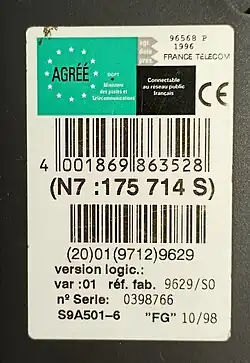 96568 P
1996
FRANCE TELECOM
AGRÉÉ
DGPT
Ministère
des postes et
Télécommunications
Connectable
au réseau public
français
CE
4 001869 863528
(N7 :175 714 S)
(20)01(9712)9629
version logic.:
var :01 réf. fab. 9629/SO
nº Serie: 0398766
S9A501-6 "FG" 10/98